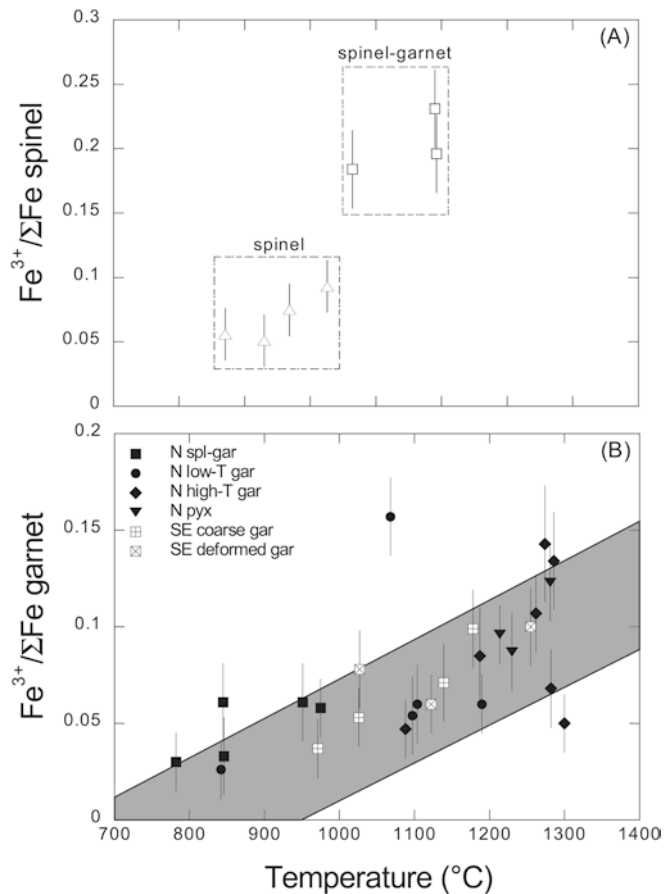 (A)
0.3
0.25
0.2
0.15
0.1
0.05
0
Fe³⁺/ΣFe spinel
spinel-garnet
spinel
(B)
0.2
0.15
0.1
0.05
0
Fe³⁺/ΣFe garnet
N spl-gar
N low-T gar
N high-T gar
N pyx
SE coarse gar
SE deformed gar
700 800 900 1000 1100 1200 1300 1400
Temperature (°C)